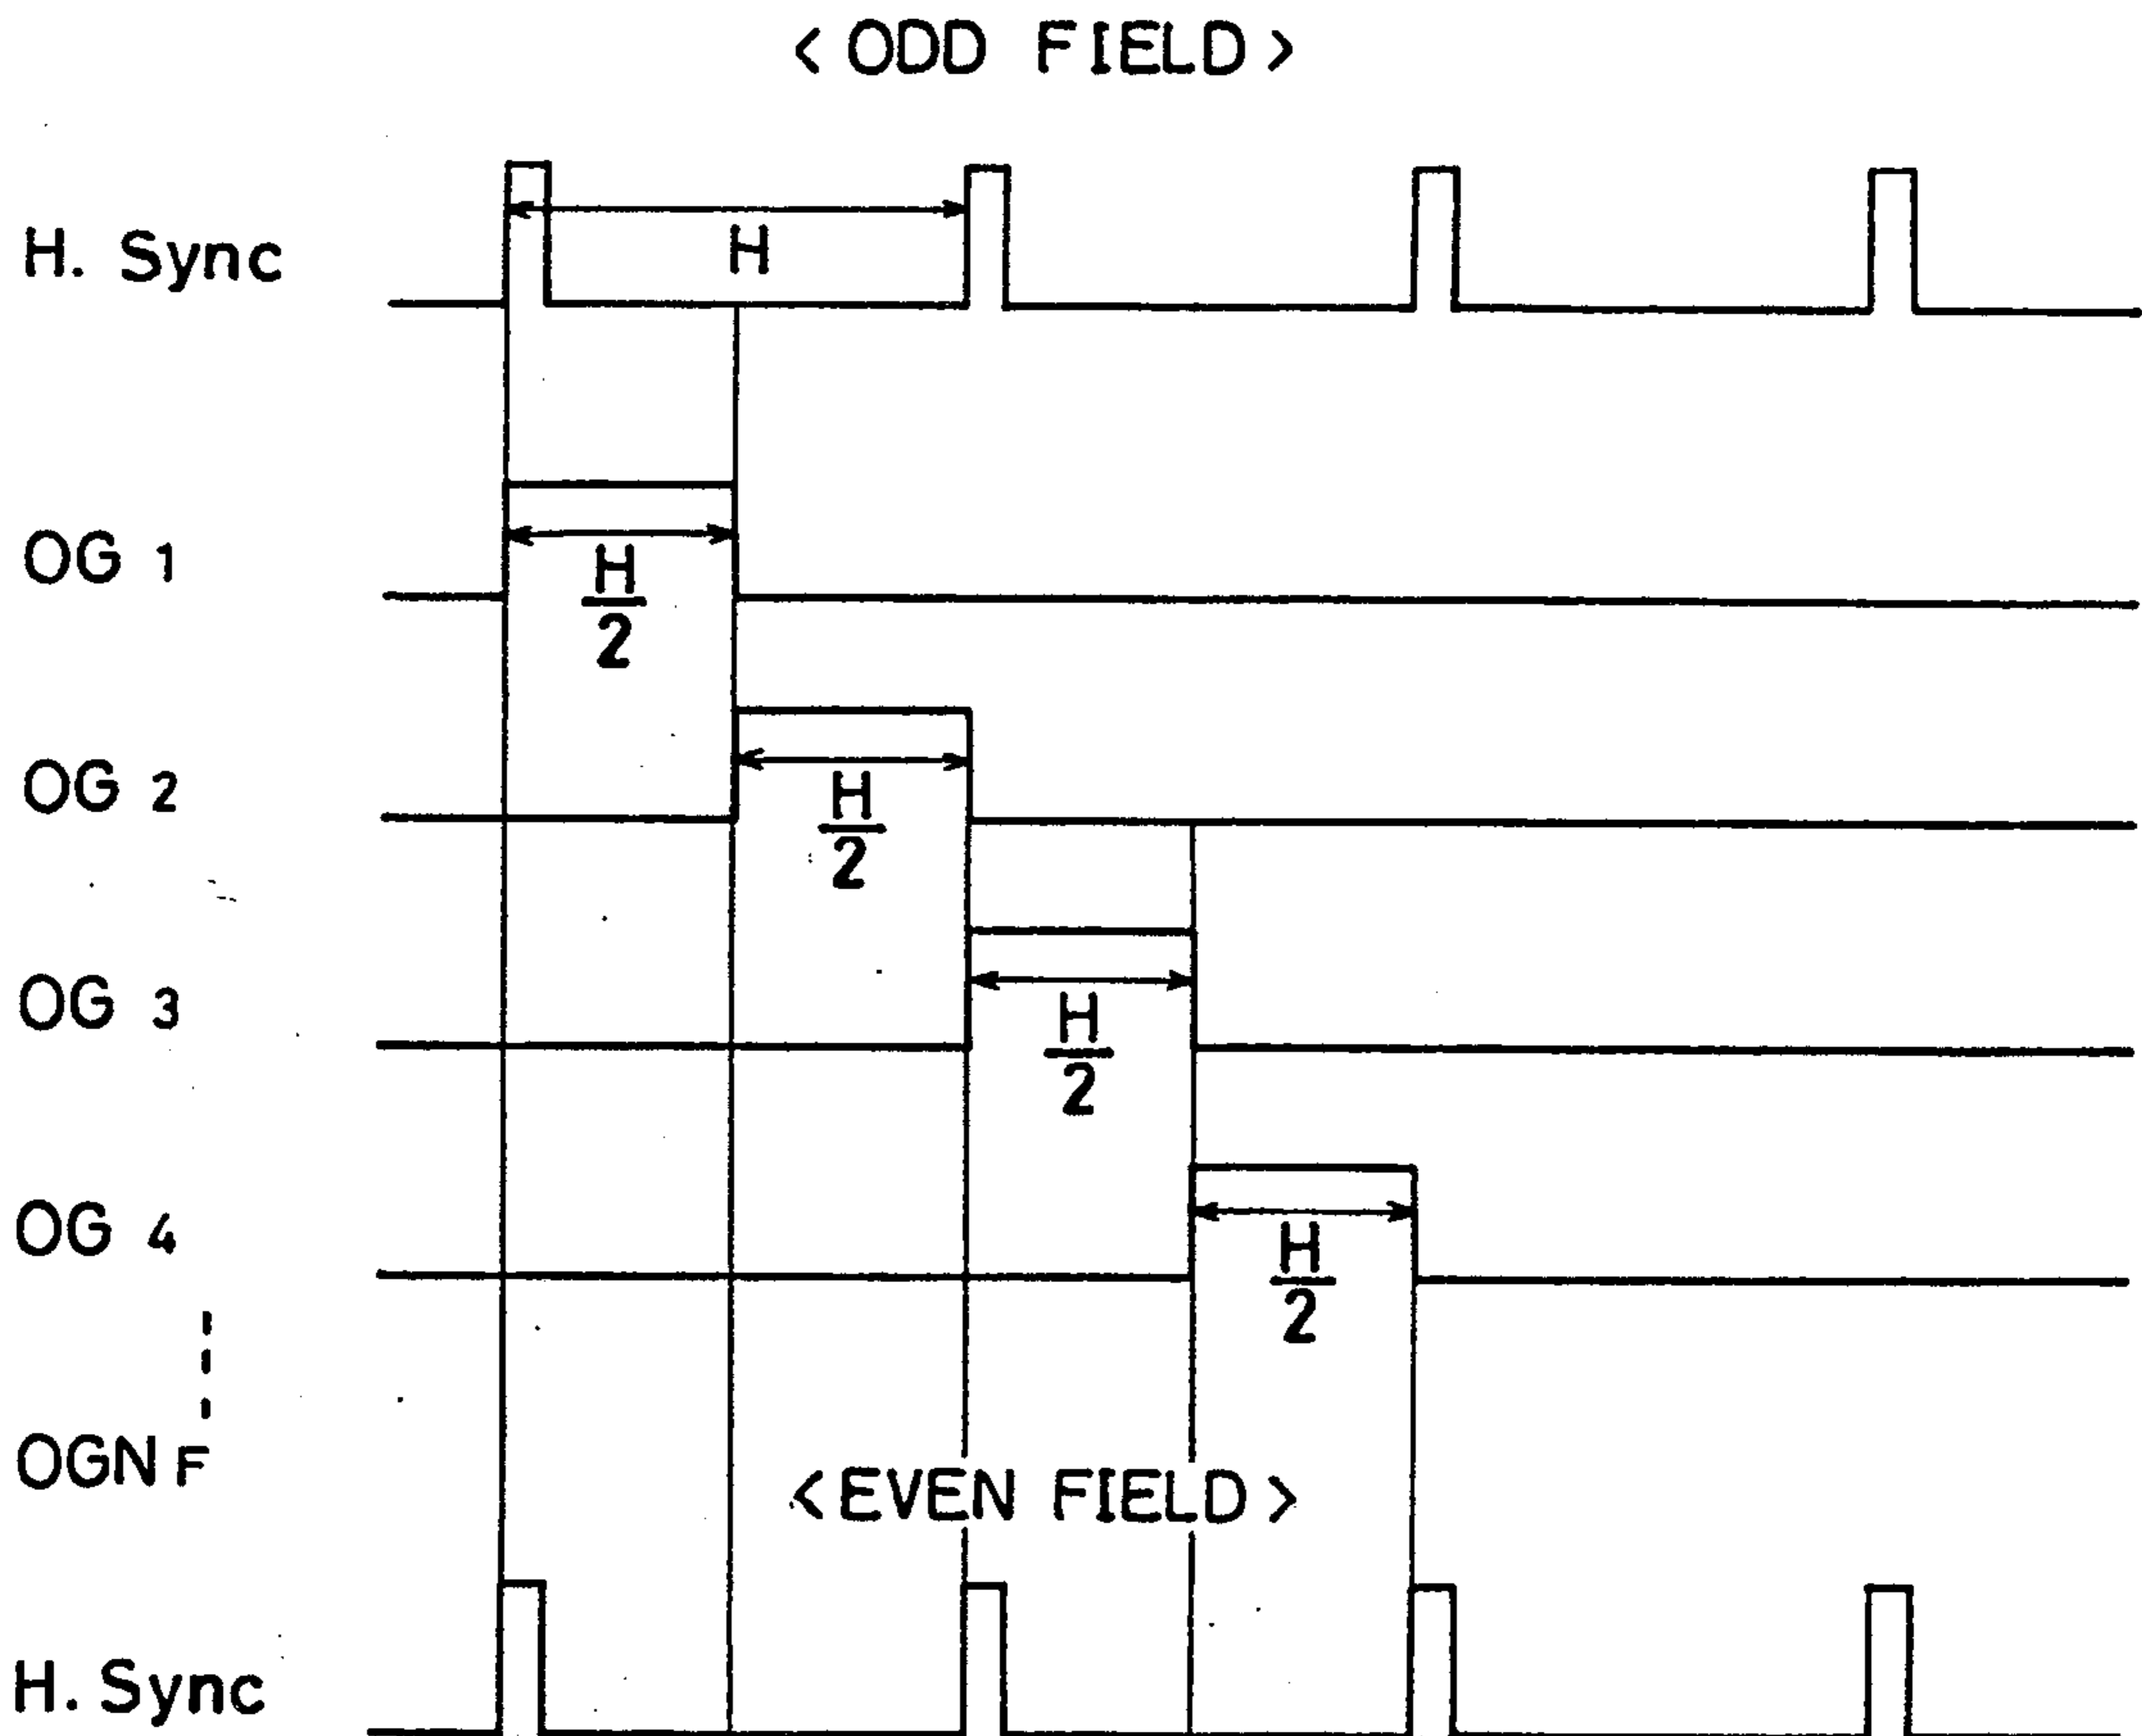 < ODD FIELD >
H. Sync
H
OG 1
H
2
OG 2
H
2
OG 3
H
2
OG 4
H
2
OGN F
< EVEN FIELD >
H. Sync